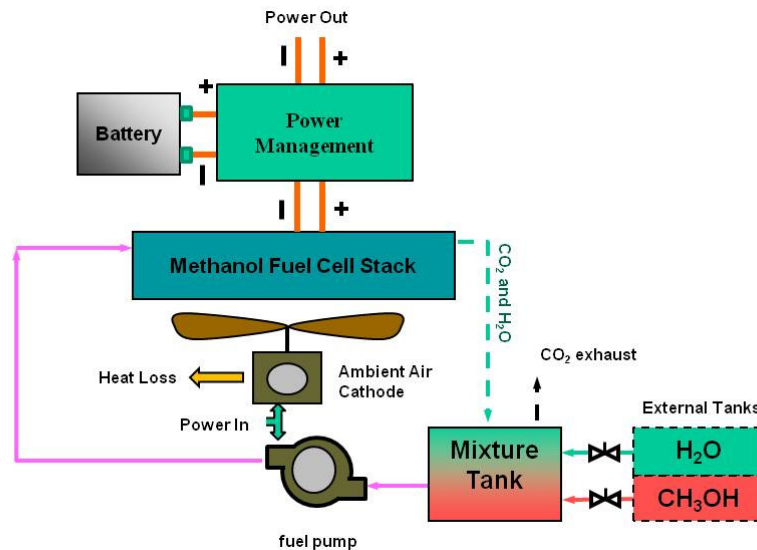 Power Out
I
+
+
Battery
Power
Management
I
I
+
Methanol Fuel Cell Stack
CO₂ and H₂O
Heat Loss
Ambient Air
Cathode
CO₂ exhaust
Power In
External Tanks
Mixture
Tank
H₂O
CH₃OH
fuel pump